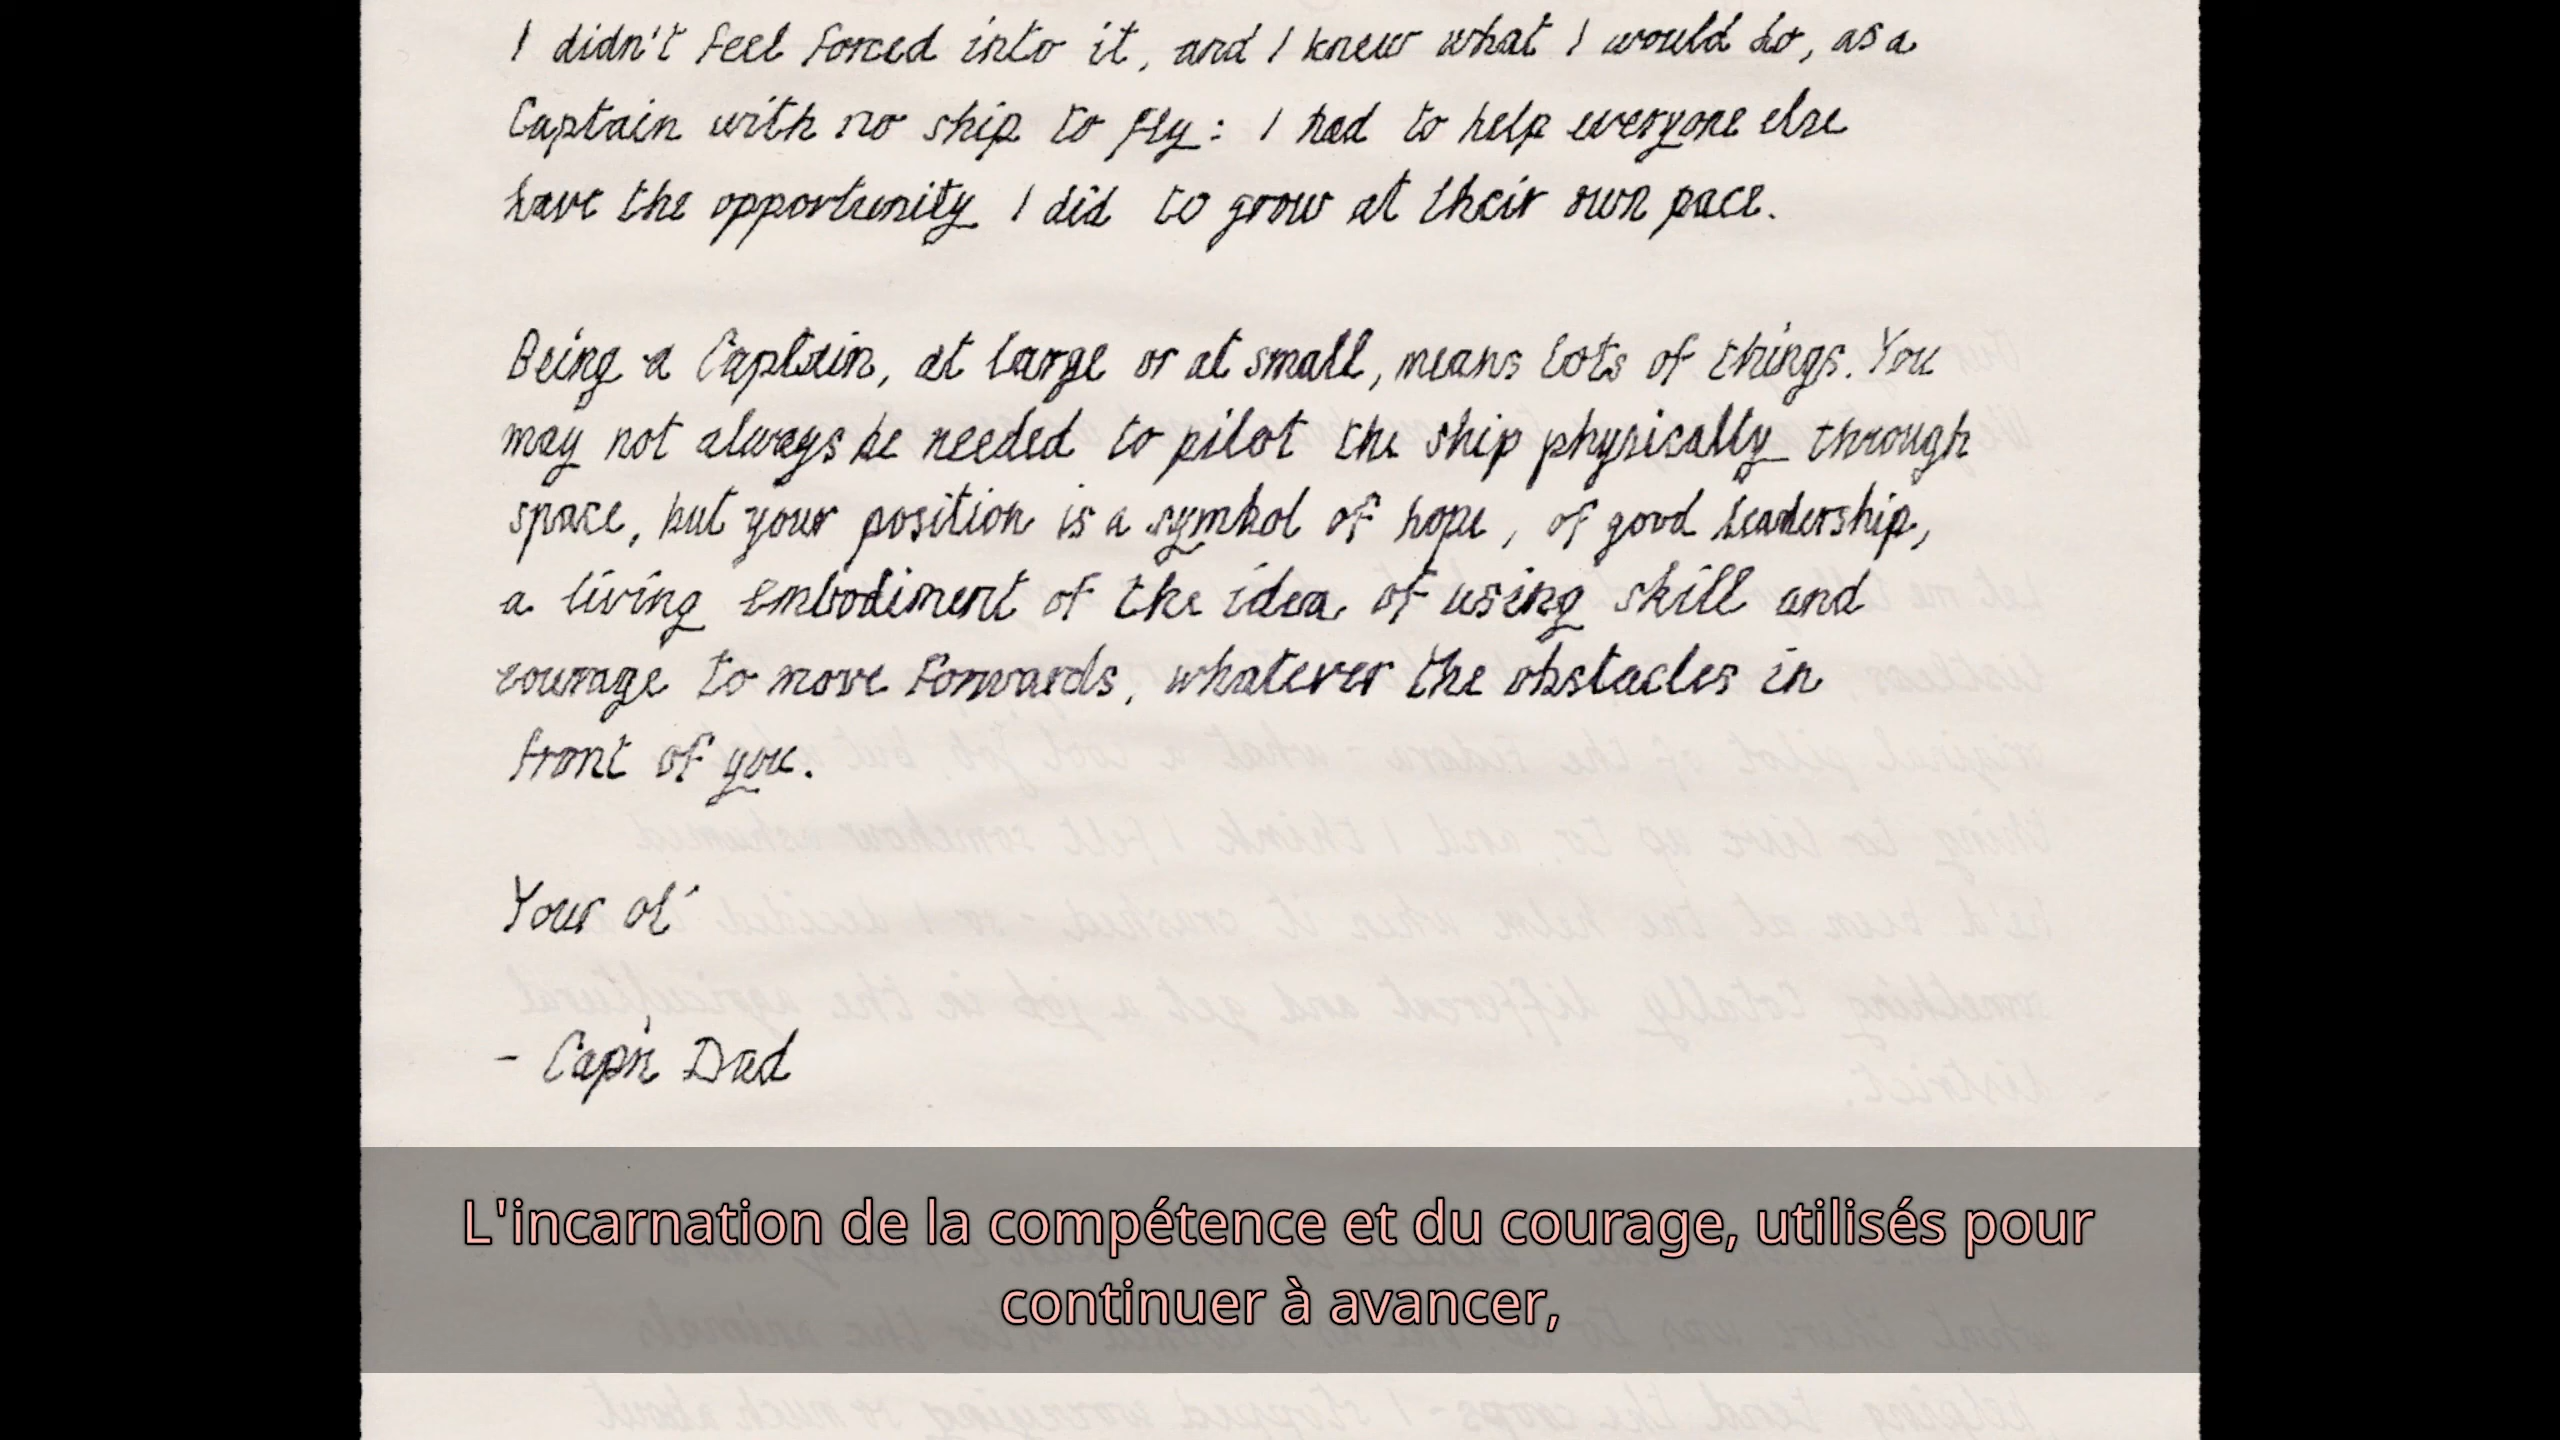 I didn't feel forced into it, and I knew what I would do, as a
Captain with no ship to fly: I had to help everyone else
have the opportunity I did to grow at their own pace.
Being a Captain, at large or at small, means lots of things. You
may not always be needed to pilot the ship physically through
space, but your position is a symbol of hope, of good leadership,
a living embodiment of the idea of using skill and
courage to move forwards, whatever the obstacles in
front of you.
Your ol'
- Cap'n Dad
L'incarnation de la compétence et du courage, utilisés pour
continuer à avancer,